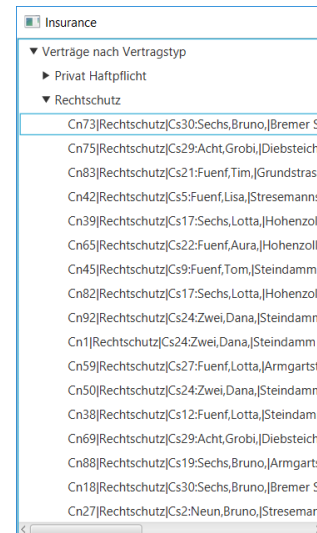 Insurance
Verträge nach Vertragstyp
Privat Haftpflicht
Rechtschutz
Cn73|Rechtschutz|Cs30:Sechs,Bruno,|Bremer S
Cn75|Rechtschutz|Cs29:Acht,Grobi,|Diebsteich
Cn83|Rechtschutz|Cs21:Fuenf,Tim,|Grundstras
Cn42|Rechtschutz|Cs5:Fuenf,Lisa,|Stresemanns
Cn39|Rechtschutz|Cs17:Sechs,Lotta,|Hohenzol
Cn65|Rechtschutz|Cs22:Fuenf,Aura,|Hohenzoll
Cn45|Rechtschutz|Cs9:Fuenf,Tom,|Steindamm
Cn82|Rechtschutz|Cs17:Sechs,Lotta,|Hohenzol
Cn92|Rechtschutz|Cs24:Zwei,Dana,|Steindamm
Cn1|Rechtschutz|Cs24:Zwei,Dana,|Steindamm
Cn59|Rechtschutz|Cs27:Fuenf,Lotta,|Armgartst
Cn50|Rechtschutz|Cs24:Zwei,Dana,|Steindamm
Cn38|Rechtschutz|Cs12:Fuenf,Lotta,|Steindam
Cn69|Rechtschutz|Cs29:Acht,Grobi,|Diebsteich
Cn88|Rechtschutz|Cs19:Sechs,Bruno,|Armgarts
Cn18|Rechtschutz|Cs30:Sechs,Bruno,|Bremer S
Cn27|Rechtschutz|Cs2:Neun,Bruno,|Streseman